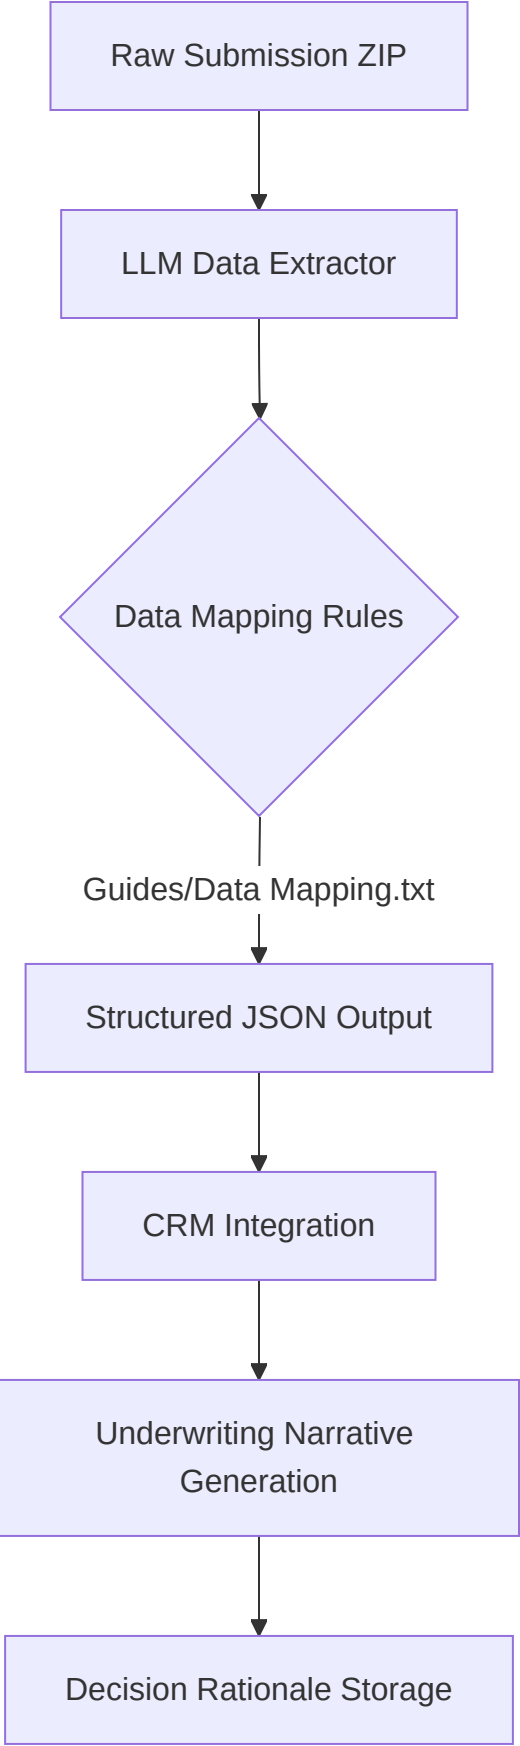 Raw Submission ZIP
LLM Data Extractor
Data Mapping Rules
Guides/Data Mapping.txt
Structured JSON Output
CRM Integration
Underwriting Narrative
Generation
Decision Rationale Storage